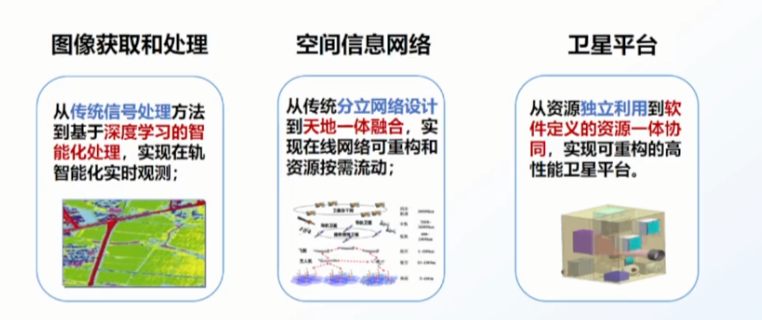 图像获取和处理
空间信息网络
卫星平台
从传统信号处理方法
到基于深度学习的智
能化处理，实现在轨
智能化实时观测；
从传统分立网络设计
到天地一体融合，实
现在线网络可重构和
资源按需流动；
从资源独立利用到软
件定义的资源一体协
同，实现可重构的高
性能卫星平台。